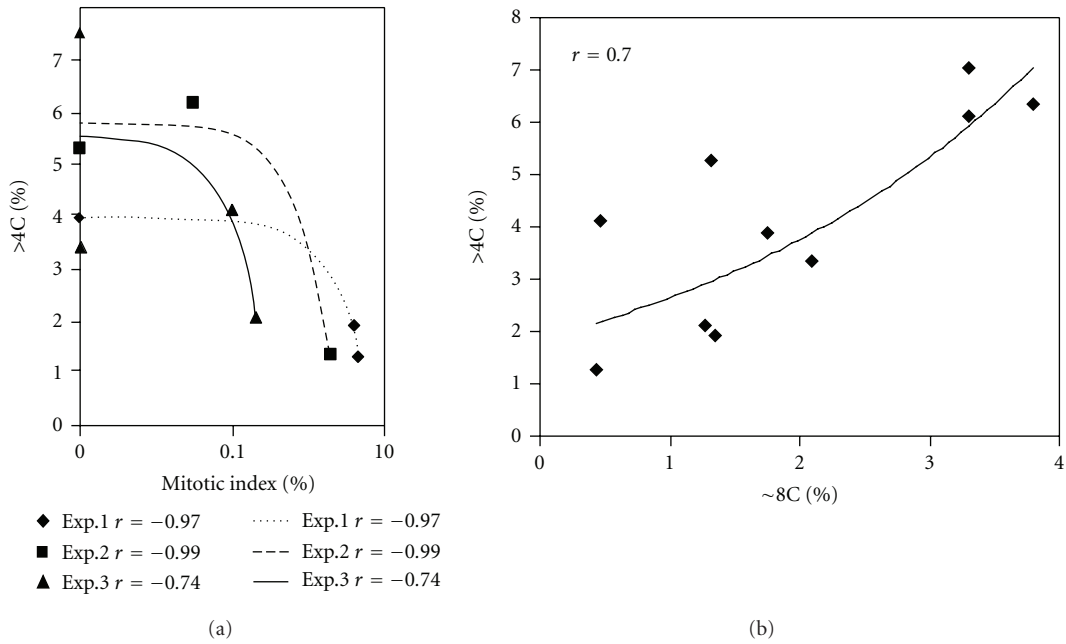 7
6
5
4
3
2
1
0
>4C (%)
0 0.1 10
Mitotic index (%)
Exp.1 r = −0.97
Exp.2 r = −0.99
Exp.3 r = −0.74
Exp.1 r = −0.97
Exp.2 r = −0.99
Exp.3 r = −0.74
(a)
8
7
6
5
4
3
2
1
0
>4C (%)
r = 0.7
0 1 2 3 4
~8C (%)
(b)